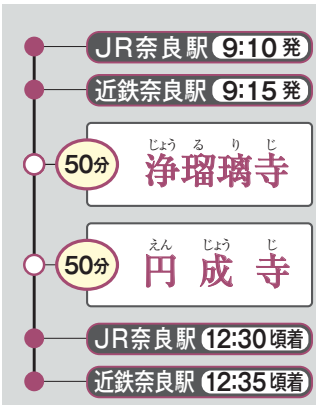 JR奈良駅 9:10発
近鉄奈良駅 9:15発
じょうるりじ
50分 浄瑠璃寺
えんじょうじ
50分 円成寺
JR奈良駅 12:30頃着
近鉄奈良駅 12:35頃着